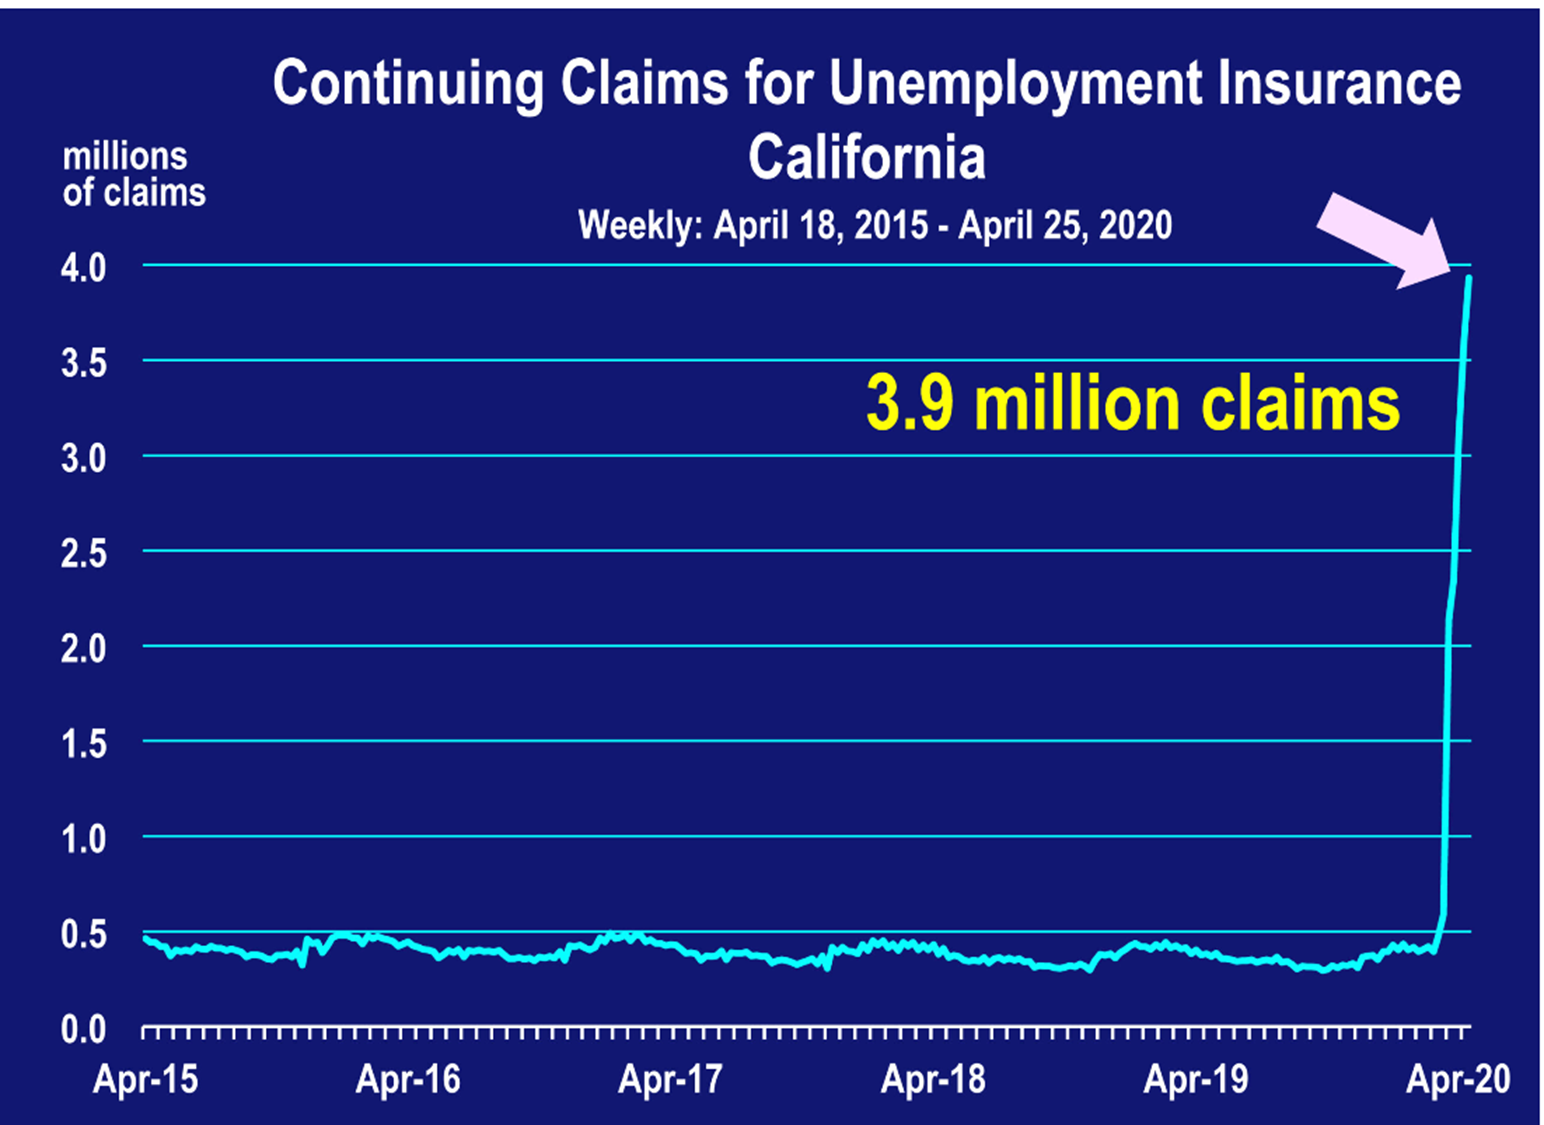 Continuing Claims for Unemployment Insurance
California
millions
of claims
Weekly: April 18, 2015 - April 25, 2020
4.0
3.5
3.9 million claims
3.0
2.5
2.0
1.5
1.0
0.5
0.0
Apr-15 Apr-16 Apr-17 Apr-18 Apr-19 Apr-20